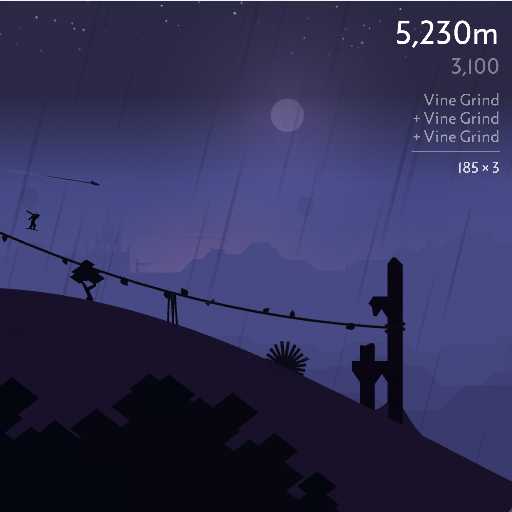 5,230m
3,100
Vine Grind
+ Vine Grind
+ Vine Grind
185 × 3